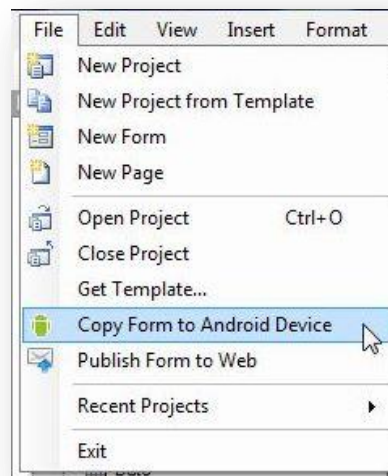 File Edit View Insert Format
New Project
New Project from Template
New Form
New Page
Open Project Ctrl+O
Close Project
Get Template...
Copy Form to Android Device
Publish Form to Web
Recent Projects
Exit